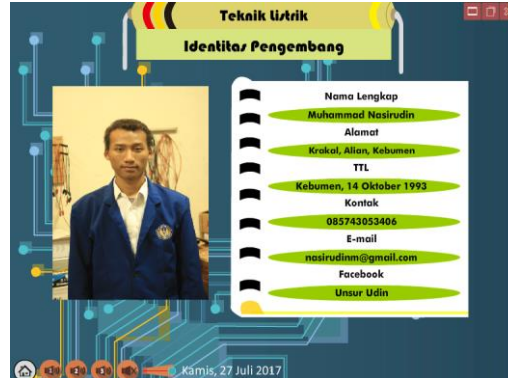 Teknik Listrik
Identitas Pengembang
Nama Lengkap
Muhammad Nasirudin
Alamat
Krakal, Alian, Kebumen
TTL
Kebumen, 14 Oktober 1993
Kontak
085743053406
E-mail
nasirudinm@gmail.com
Facebook
Unsur Udin
Kamis, 27 Juli 2017